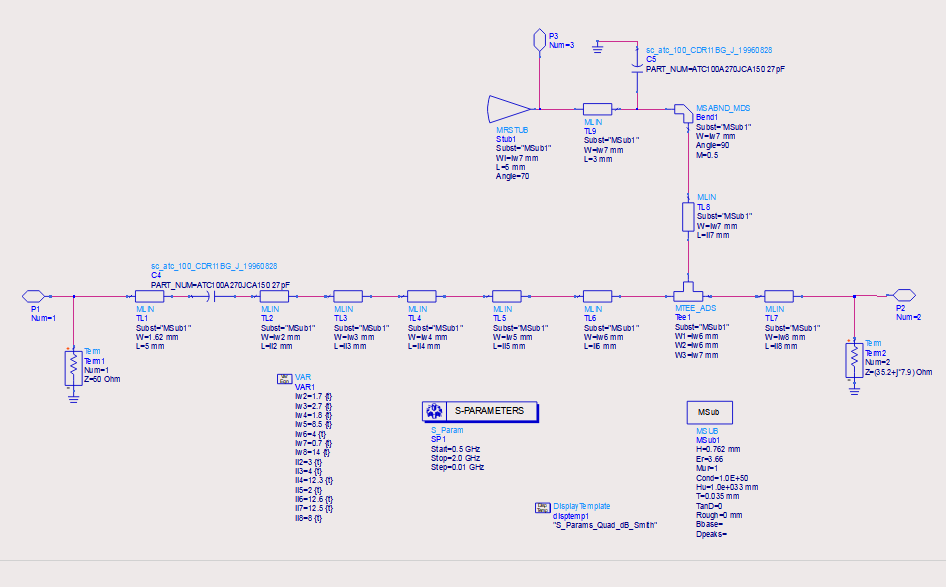 P3
Num=3
sc_atc_100_CDR11BG_J_19960828
C5
PART_NUM=ATC100A270JCA150 27pF
MRSTUB
Stub1
Subst="MSub1"
Wi=lw7 mm
L=5 mm
Angle=70
MLIN
TL9
Subst="MSub1"
W=lw7 mm
L=3 mm
MSABND_MDS
Bend1
Subst="MSub1"
W=lw7 mm
Angle=90
M=0.5
MLIN
TL8
Subst="MSub1"
W=lw7 mm
L=ll7 mm
sc_atc_100_CDR11BG_J_19960828
C4
PART_NUM=ATC100A270JCA150 27pF
P1
Num=1
MLIN
TL1
Subst="MSub1"
W=1.62 mm
L=5 mm
MLIN
TL2
Subst="MSub1"
W=lw2 mm
L=ll2 mm
MLIN
TL3
Subst="MSub1"
W=lw3 mm
L=ll3 mm
MLIN
TL4
Subst="MSub1"
W=lw4 mm
L=ll4 mm
MLIN
TL5
Subst="MSub1"
W=lw5 mm
L=ll5 mm
MLIN
TL6
Subst="MSub1"
W=lw6 mm
L=ll6 mm
MTEE_ADS
Tee1
Subst="MSub1"
W1=lw6 mm
W2=lw6 mm
W3=lw7 mm
MLIN
TL7
Subst="MSub1"
W=lw8 mm
L=ll8 mm
P2
Num=2
Term
Term1
Num=1
Z=50 Ohm
Term
Term2
Num=2
Z=(35.2+j*7.9) Ohm
VAR
VAR1
lw2=1.7 {t}
lw3=2.7 {t}
lw4=1.8 {t}
lw5=8.5 {t}
lw6=4 {t}
lw7=0.7 {t}
lw8=14 {t}
ll2=3 {t}
ll3=4 {t}
ll4=12.3 {t}
ll5=2 {t}
ll6=12.6 {t}
ll7=12.5 {t}
ll8=8 {t}
S-PARAMETERS
S_Param
SP1
Start=0.5 GHz
Stop=2.0 GHz
Step=0.01 GHz
MSub
MSUB
MSub1
H=0.762 mm
Er=3.66
Mur=1
Cond=1.0E+50
Hu=1.0e+033 mm
T=0.035 mm
TanD=0
Rough=0 mm
Bbase=
Dpeaks=
DisplayTemplate
disptemp1
"S_Params_Quad_dB_Smith"